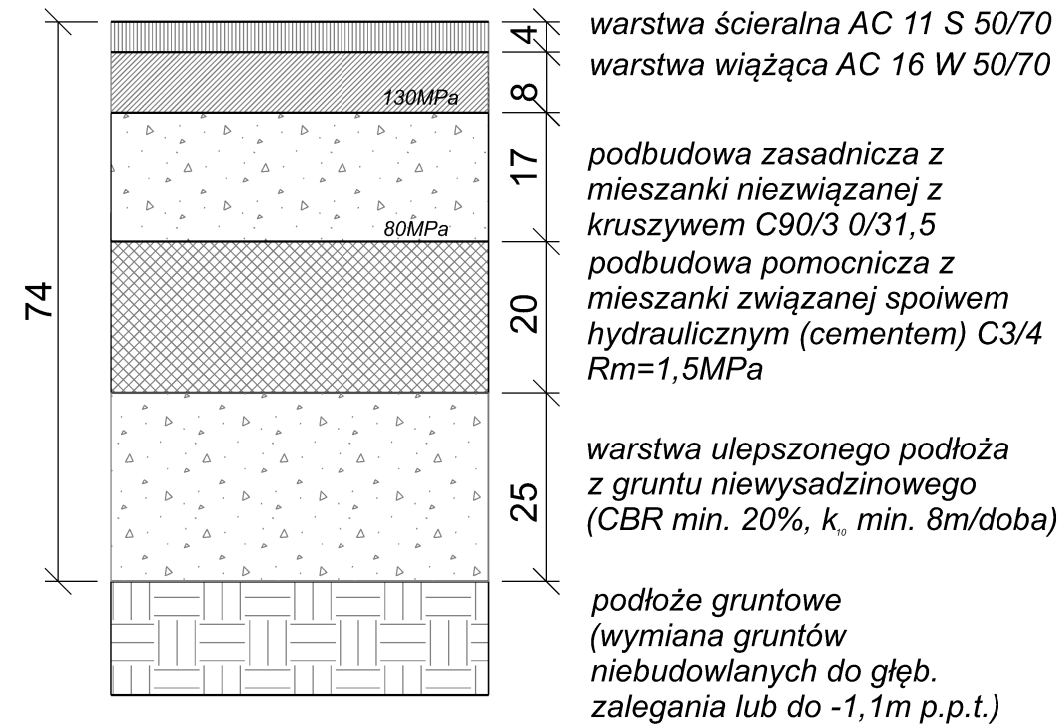 warstwa ścieralna AC 11 S 50/70
warstwa wiążąca AC 16 W 50/70
podbudowa zasadnicza z
mieszanki niezwiązanej z
kruszywem C90/3 0/31,5
podbudowa pomocnicza z
mieszanki związanej spoiwem
hydraulicznym (cementem) C3/4
Rm=1,5MPa
warstwa ulepszonego podłoża
z gruntu niewysadzinowego
(CBR min. 20%, k₁₀ min. 8m/doba)
podłoże gruntowe
(wymiana gruntów
niebudowlanych do głęb.
zalegania lub do -1,1m p.p.t.)
130MPa
80MPa
4
8
17
20
25
74